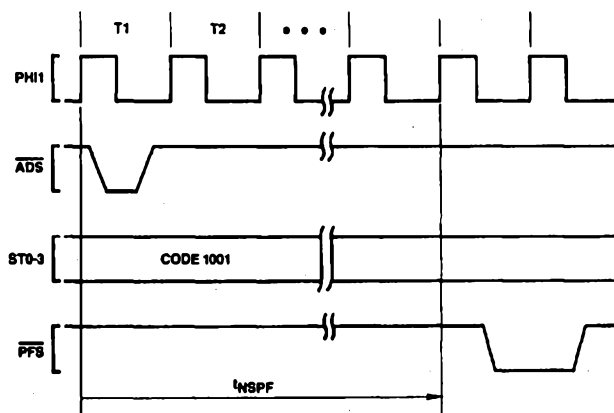 T1 T2 • • •
PHI1
ADS
ST0-3 CODE 1001
PFS
tNSPF